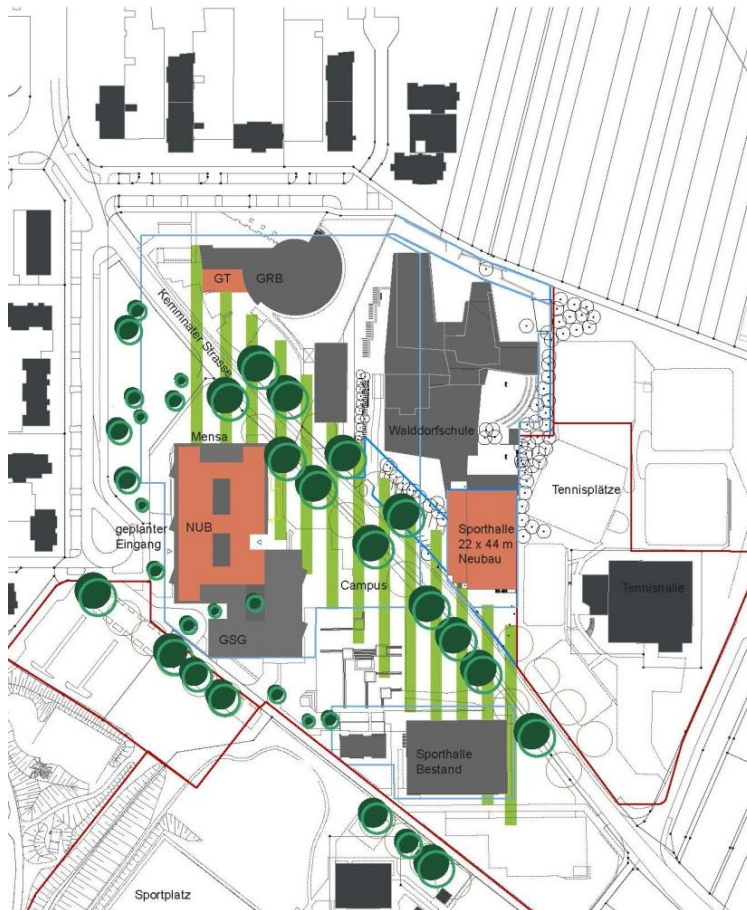 GT
GRB
Kemnnater Strasse
Mensa
Walddorfschule
Tennisplätze
NUB
geplanter
Eingang
Sporthalle
22 x 44 m
Neubau
Campus
Tennishalle
GSG
Sporthalle
Bestand
Sportplatz